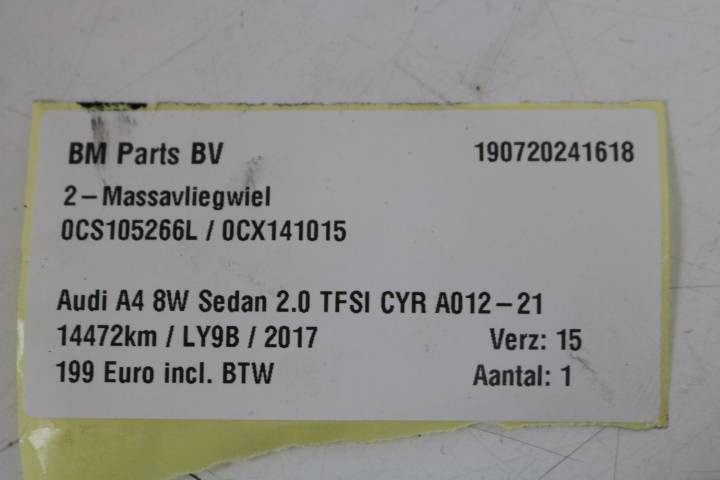 BM Parts BV 190720241618
2-Massavliegwiel
0CS105266L / 0CX141015
Audi A4 8W Sedan 2.0 TFSI CYR A012-21
14472km / LY9B / 2017 Verz: 15
199 Euro incl. BTW Aantal: 1